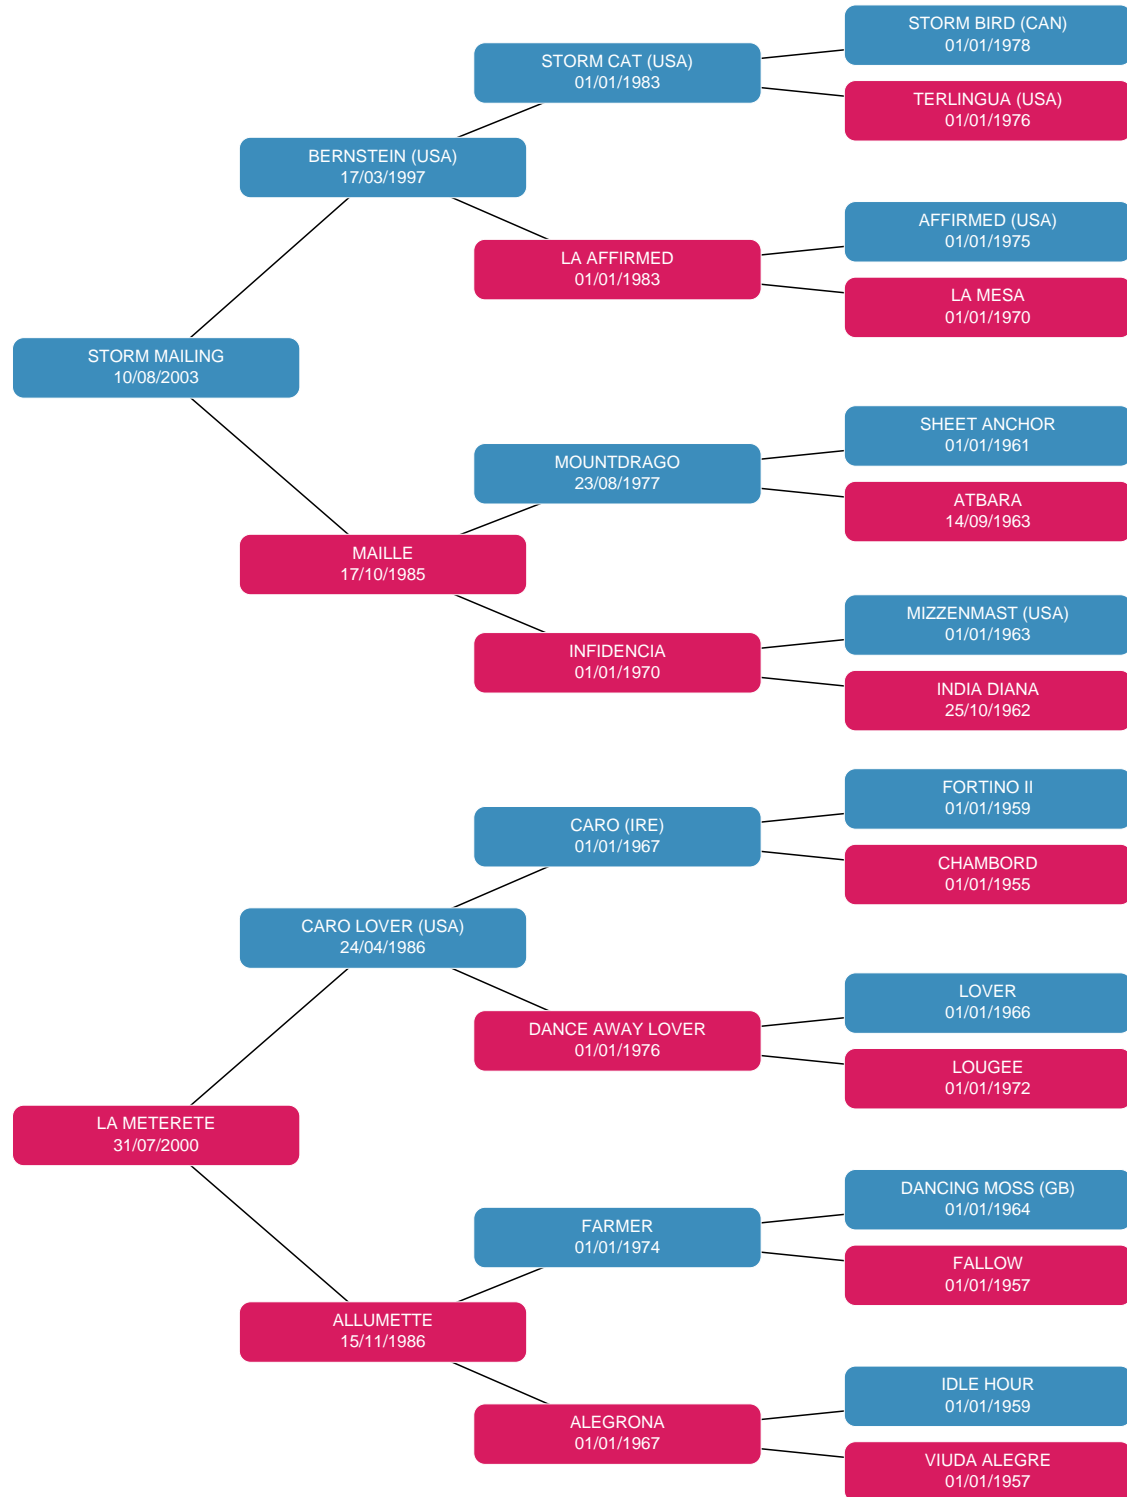 STORM BIRD (CAN)
01/01/1978
STORM CAT (USA)
01/01/1983
TERLINGUA (USA)
01/01/1976
BERNSTEIN (USA)
17/03/1997
AFFIRMED (USA)
01/01/1975
LA AFFIRMED
01/01/1983
LA MESA
01/01/1970
STORM MAILING
10/08/2003
SHEET ANCHOR
01/01/1961
MOUNTDRAGO
23/08/1977
ATBARA
14/09/1963
MAILLE
17/10/1985
MIZZENMAST (USA)
01/01/1963
INFIDENCIA
01/01/1970
INDIA DIANA
25/10/1962
FORTINO II
01/01/1959
CARO (IRE)
01/01/1967
CHAMBORD
01/01/1955
CARO LOVER (USA)
24/04/1986
LOVER
01/01/1966
DANCE AWAY LOVER
01/01/1976
LOUGEE
01/01/1972
LA METERETE
31/07/2000
DANCING MOSS (GB)
01/01/1964
FARMER
01/01/1974
FALLOW
01/01/1957
ALLUMETTE
15/11/1986
IDLE HOUR
01/01/1959
ALEGRONA
01/01/1967
VIUDA ALEGRE
01/01/1957